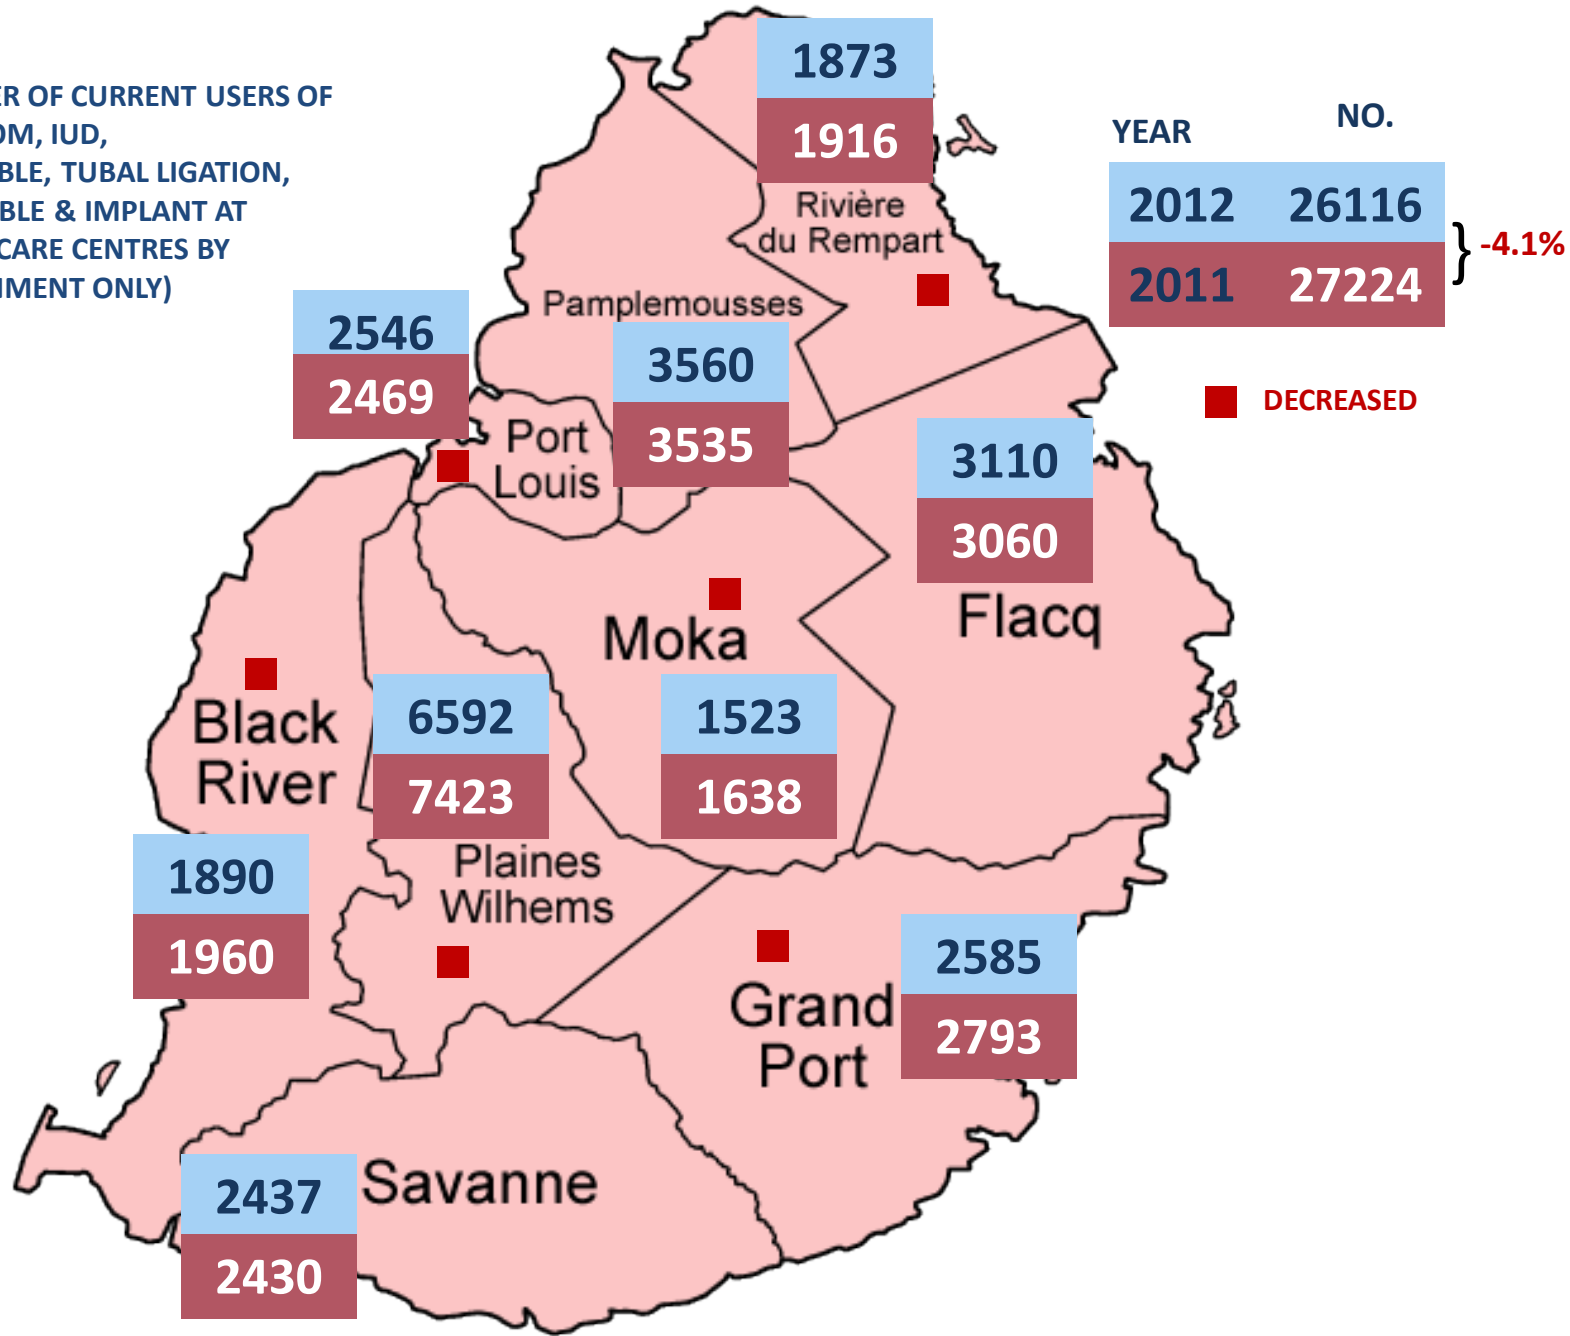 ER OF CURRENT USERS OF
OM, IUD,
BLE, TUBAL LIGATION,
BLE & IMPLANT AT
CARE CENTRES BY
NMENT ONLY)
1873
1916
Rivière
du Rempart
YEAR NO.
2012 26116
2011 27224
} -4.1%
DECREASED
Pamplemousses
2546
2469
3560
3535
Port
Louis
3110
3060
Flacq
Moka
1523
1638
Black
River
6592
7423
Plaines
Wilhems
1890
1960
Grand
Port
2585
2793
Savanne
2437
2430